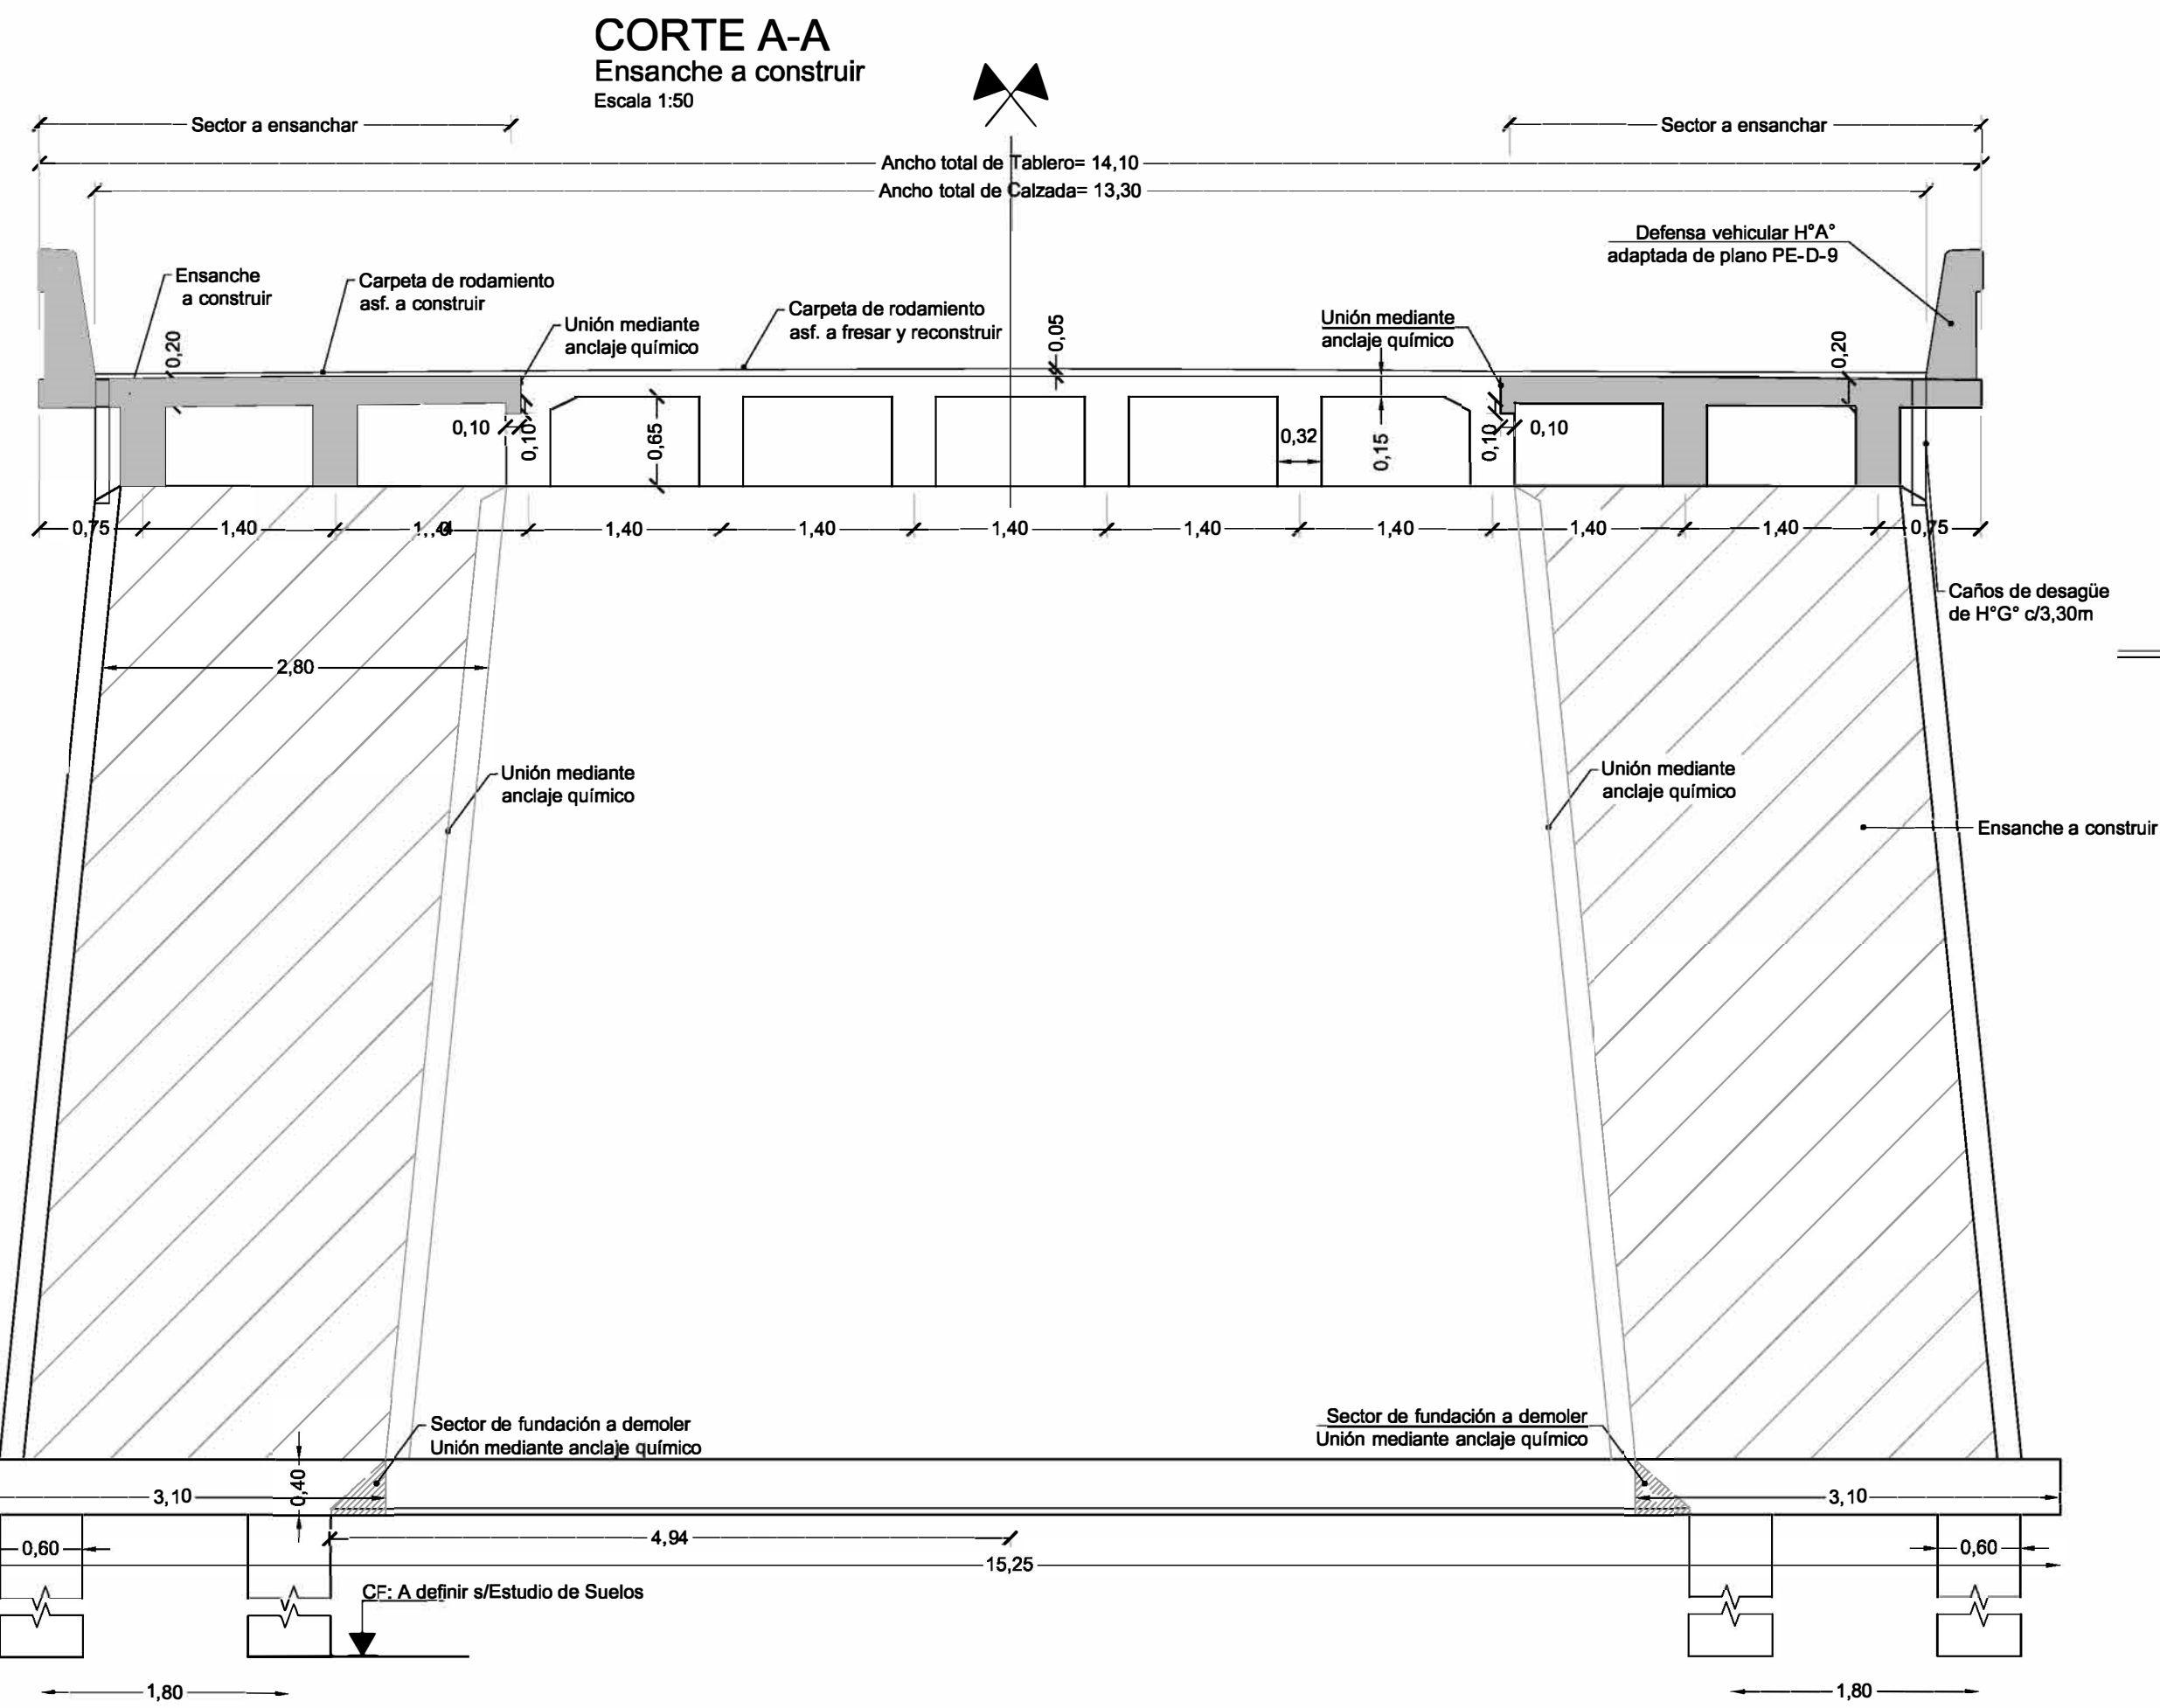 CORTE A-A
Ensanche a construir
Escala 1:50
Sector a ensanchar
Sector a ensanchar
Ancho total de Tablero= 14,10
Ancho total de Calzada= 13,30
Defensa vehicular H°A°
adaptada de plano PE-D-9
Ensanche
a construir
Carpeta de rodamiento
asf. a construir
Unión mediante
anclaje químico
Carpeta de rodamiento
asf. a fresar y reconstruir
Unión mediante
anclaje químico
0,20
0,05
0,20
0,10
0,10
0,65
0,32
0,15
0,10
0,10
0,75
1,40
1,40
1,40
1,40
1,40
1,40
1,40
1,40
0,75
Caños de desagüe
de H°G° c/3,30m
2,80
Unión mediante
anclaje químico
Unión mediante
anclaje químico
Ensanche a construir
Sector de fundación a demoler
Unión mediante anclaje químico
Sector de fundación a demoler
Unión mediante anclaje químico
3,10
0,40
3,10
4,94
0,60
15,25
0,60
CF: A definir s/Estudio de Suelos
1,80
1,80